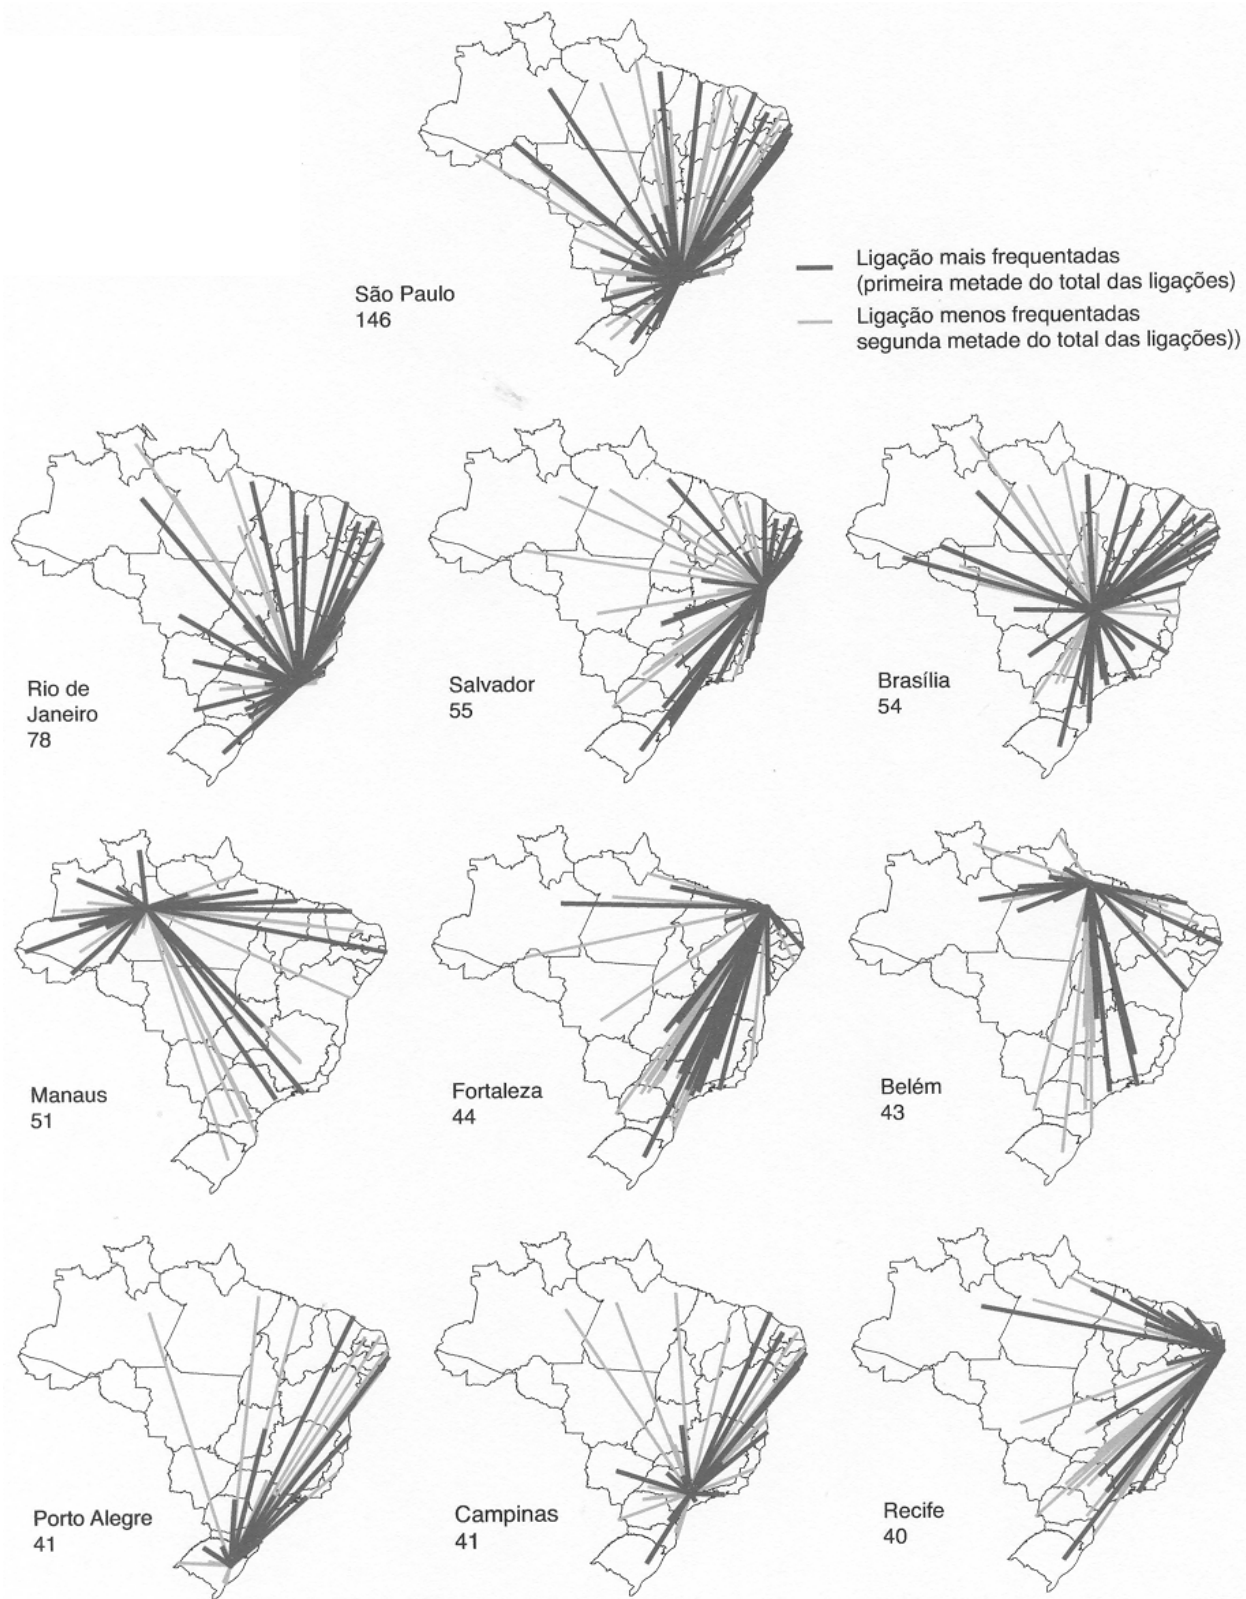 São Paulo
146
Ligação mais frequentadas
(primeira metade do total das ligações)
Ligação menos frequentadas
segunda metade do total das ligações))
Rio de
Janeiro
78
Salvador
55
Brasília
54
Manaus
51
Fortaleza
44
Belém
43
Porto Alegre
41
Campinas
41
Recife
40